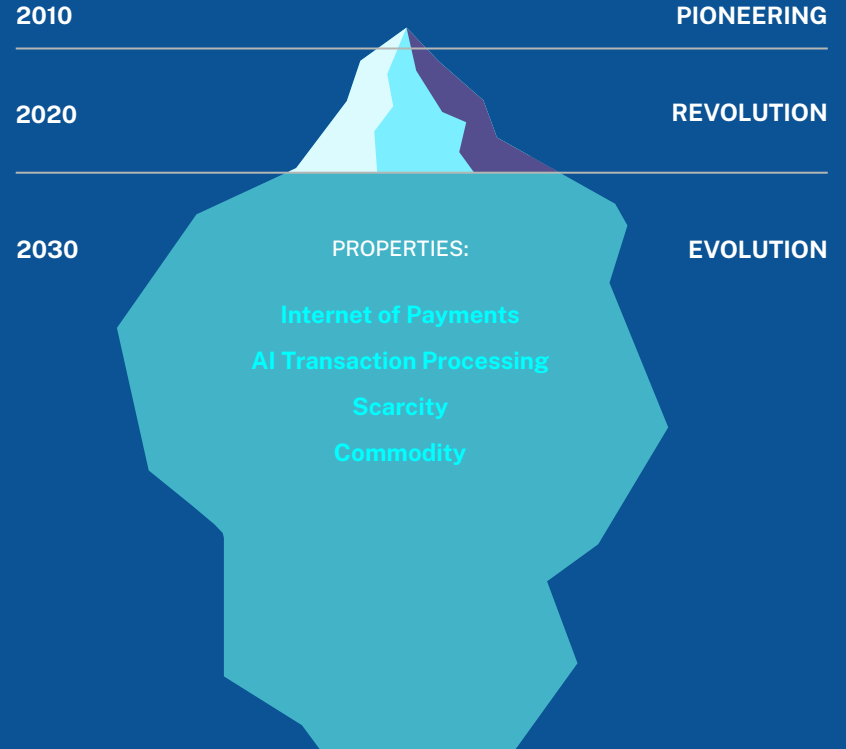 2010 PIONEERING
2020 REVOLUTION
2030 PROPERTIES: EVOLUTION
Internet of Payments
AI Transaction Processing
Scarcity
Commodity